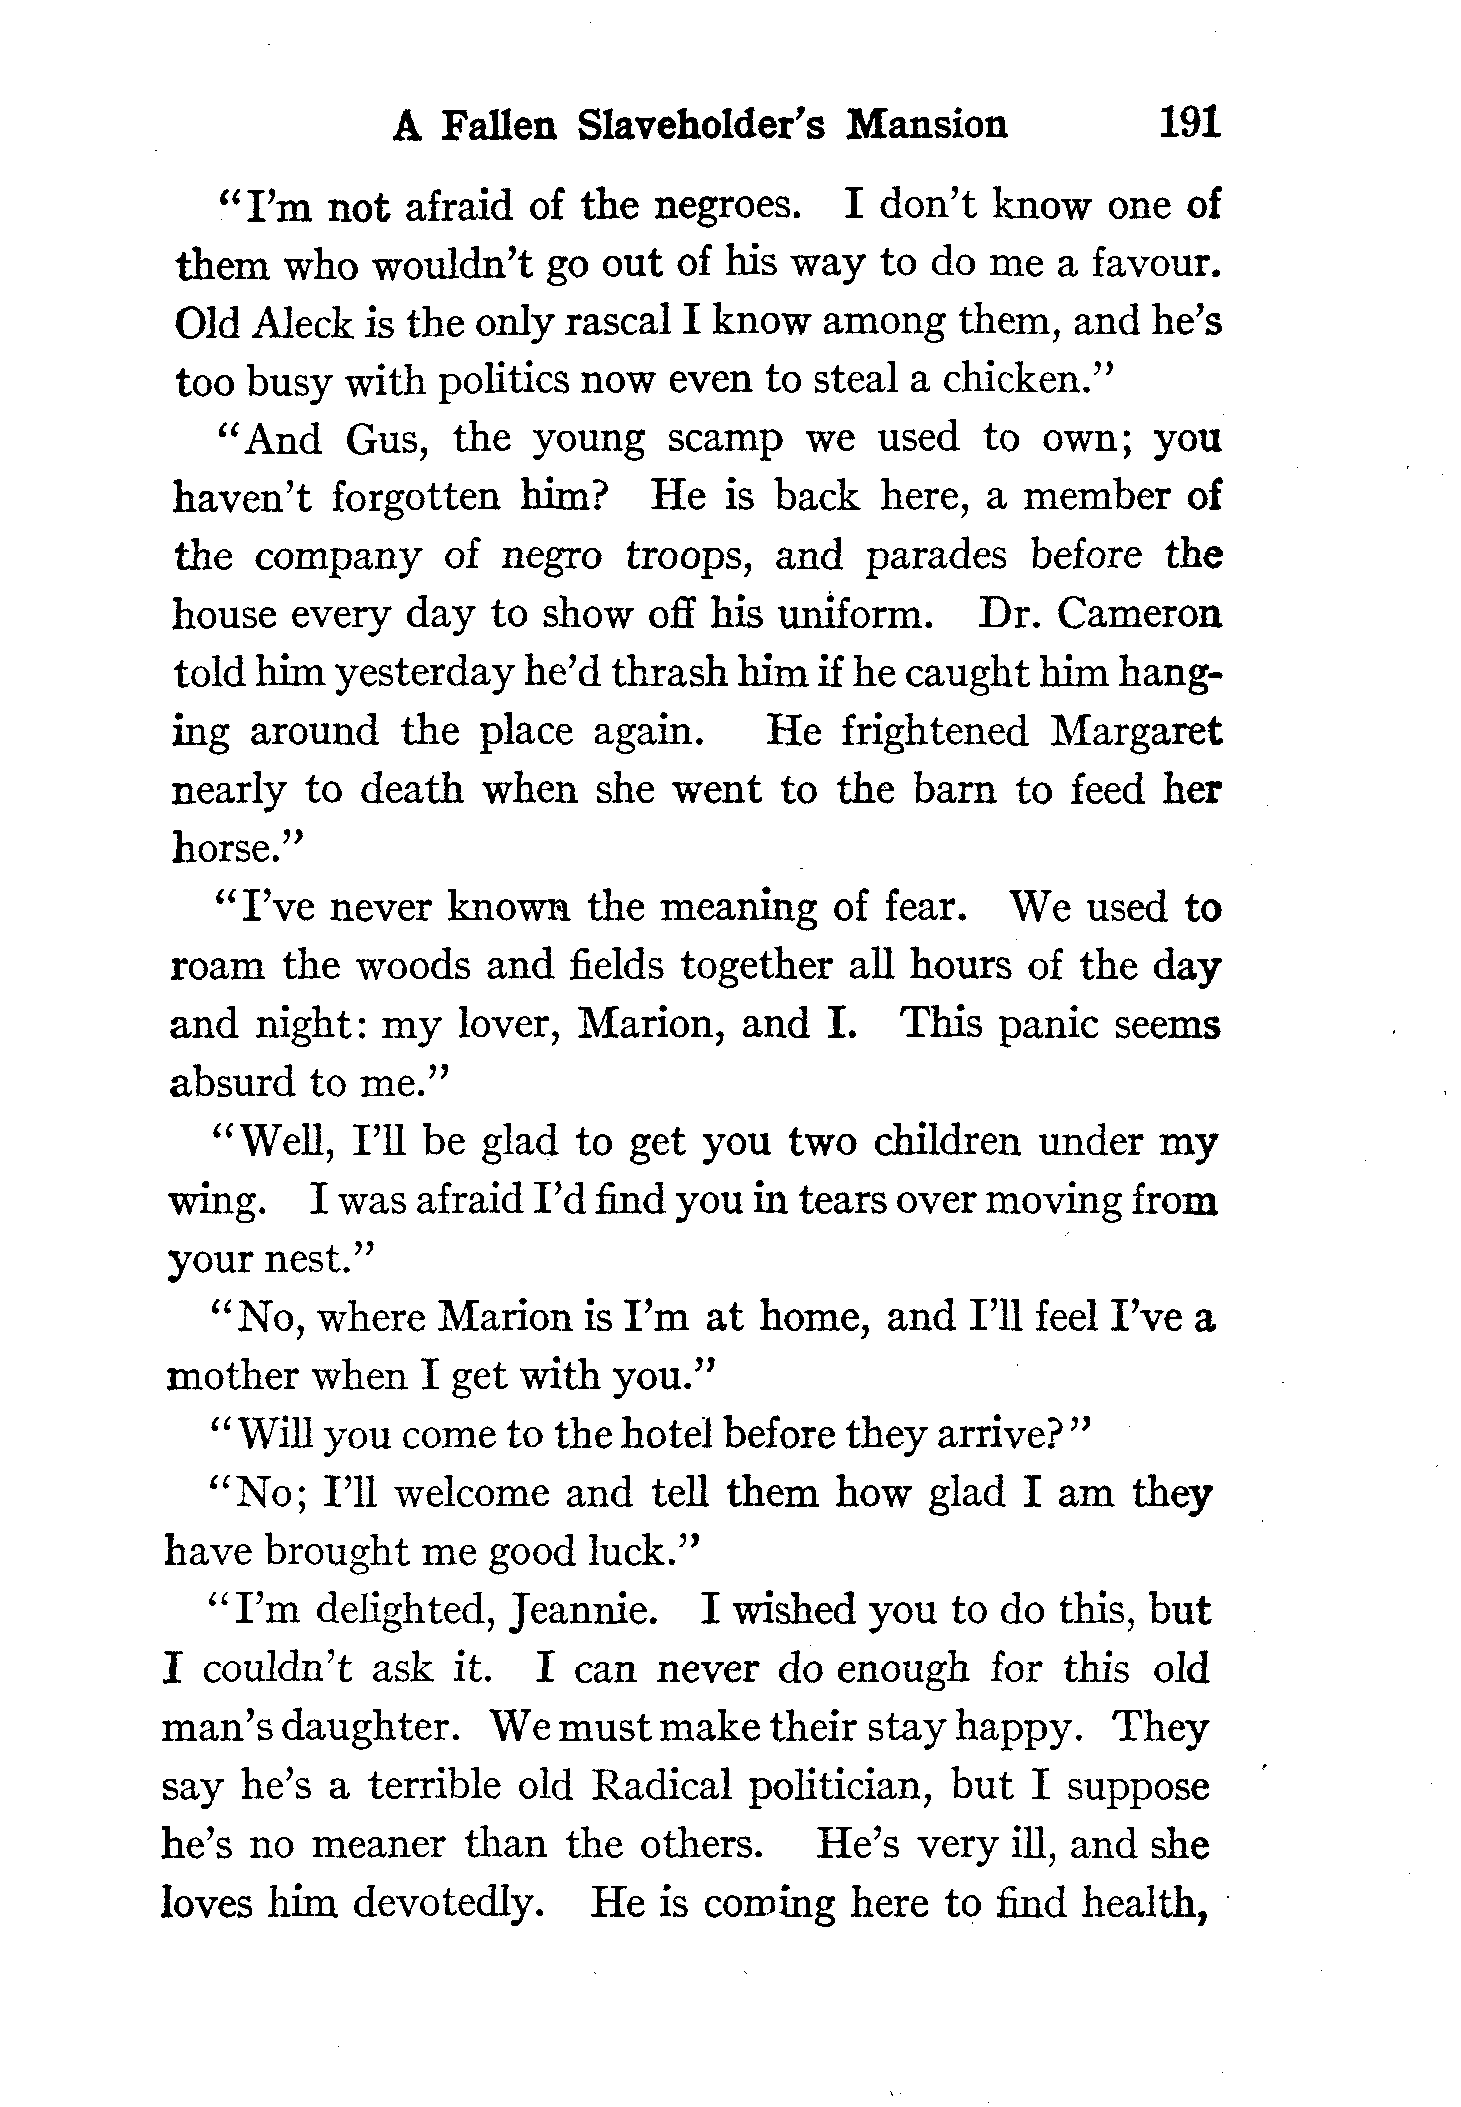 A Fallen Slaveholder's Mansion 191
"I'm not afraid of the negroes. I don't know one of
them who wouldn't go out of his way to do me a favour.
Old Aleck is the only rascal I know among them, and he's
too busy with politics now even to steal a chicken."
"And Gus, the young scamp we used to own; you
haven't forgotten him? He is back here, a member of
the company of negro troops, and parades before the
house every day to show off his uniform. Dr. Cameron
told him yesterday he'd thrash him if he caught him hang-
ing around the place again. He frightened Margaret
nearly to death when she went to the barn to feed her
horse."
"I've never known the meaning of fear. We used to
roam the woods and fields together all hours of the day
and night: my lover, Marion, and I. This panic seems
absurd to me."
"Well, I'll be glad to get you two children under my
wing. I was afraid I'd find you in tears over moving from
your nest."
"No, where Marion is I'm at home, and I'll feel I've a
mother when I get with you."
"Will you come to the hotel before they arrive?"
"No; I'll welcome and tell them how glad I am they
have brought me good luck."
"I'm delighted, Jeannie. I wished you to do this, but
I couldn't ask it. I can never do enough for this old
man's daughter. We must make their stay happy. They
say he's a terrible old Radical politician, but I suppose
he's no meaner than the others. He's very ill, and she
loves him devotedly. He is coming here to find health,